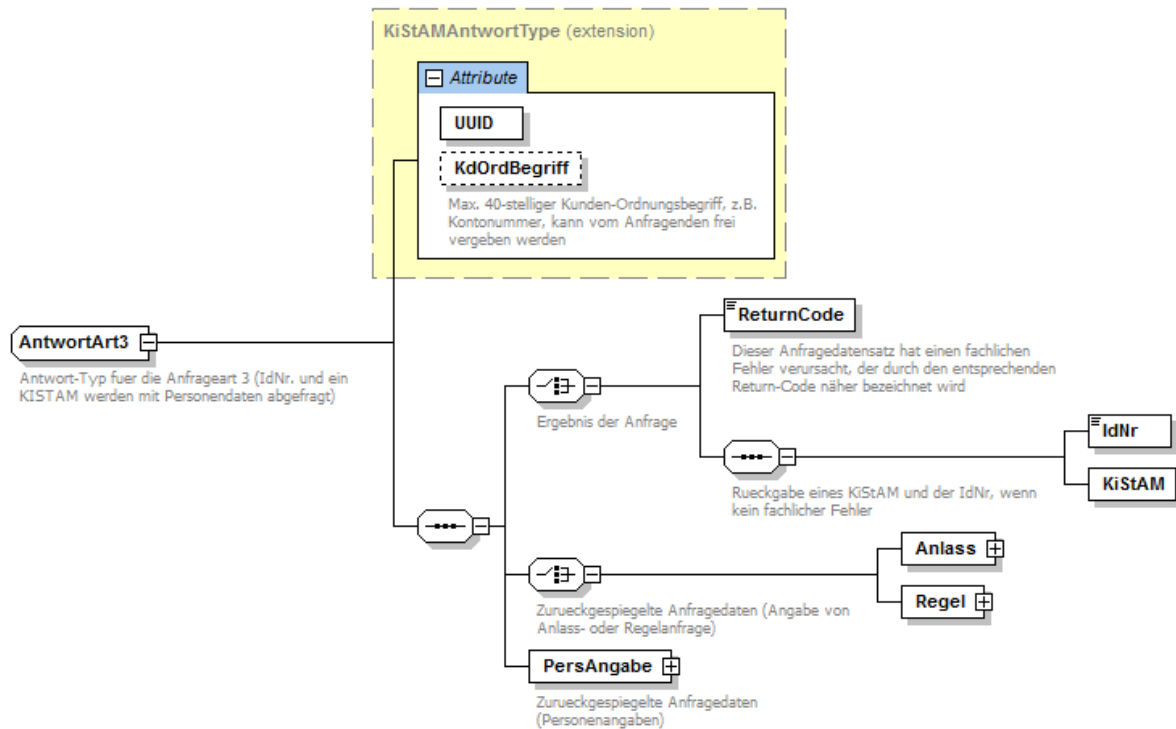 KiStAMAntwortType (extension)
Attribute
UUID
KdOrdBegriff
Max. 40-stelliger Kunden-Ordnungsbegriff, z.B.
Kontonummer, kann vom Anfragenden frei
vergeben werden
AntwortArt3
Antwort-Typ fuer die Anfrageart 3 (IdNr. und ein
KISTAM werden mit Personendaten abgefragt)
ReturnCode
Dieser Anfragedatensatz hat einen fachlichen
Fehler verursacht, der durch den entsprechenden
Return-Code näher bezeichnet wird
Ergebnis der Anfrage
IdNr
KiStAM
Rueckgabe eines KiStAM und der IdNr, wenn
kein fachlicher Fehler
Anlass
Regel
Zurueckgespiegelte Anfragedaten (Angabe von
Anlass- oder Regelanfrage)
PersAngabe
Zurueckgespiegelte Anfragedaten
(Personenangaben)